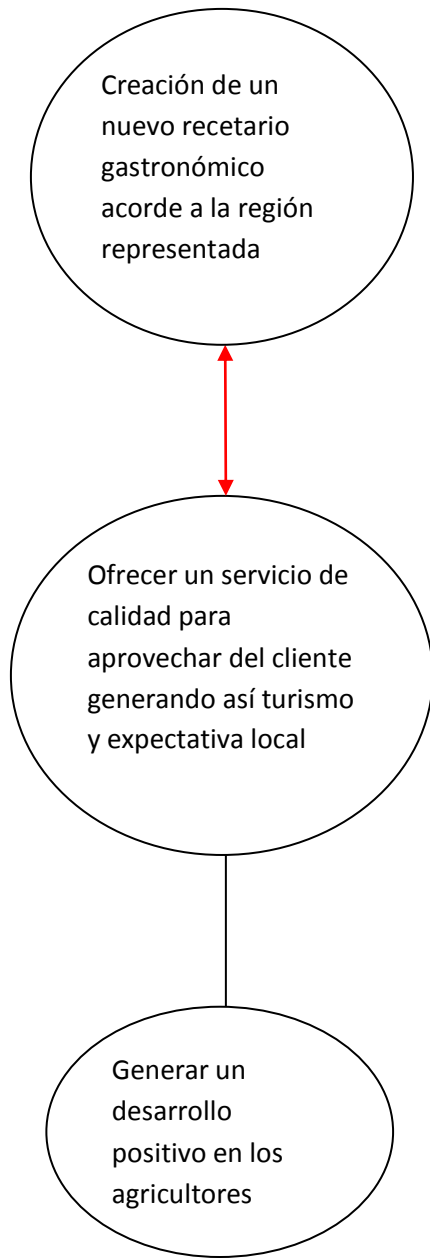 Creación de un
nuevo recetario
gastronómico
acorde a la región
representada
Ofrecer un servicio de
calidad para
aprovechar del cliente
generando así turismo
y expectativa local
Generar un
desarrollo
positivo en los
agricultores